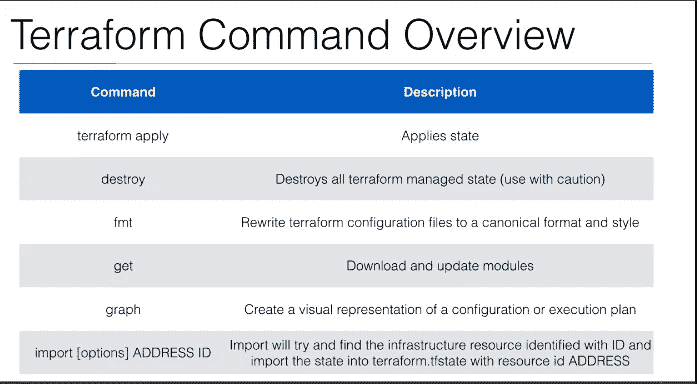 Terraform Command Overview
Command Description
terraform apply Applies state
destroy Destroys all terraform managed state (use with caution)
fmt Rewrite terraform configuration files to a canonical format and style
get Download and update modules
graph Create a visual representation of a configuration or execution plan
import [options] ADDRESS ID Import will try and find the infrastructure resource identified with ID and
import the state into terraform.tfstate with resource id ADDRESS